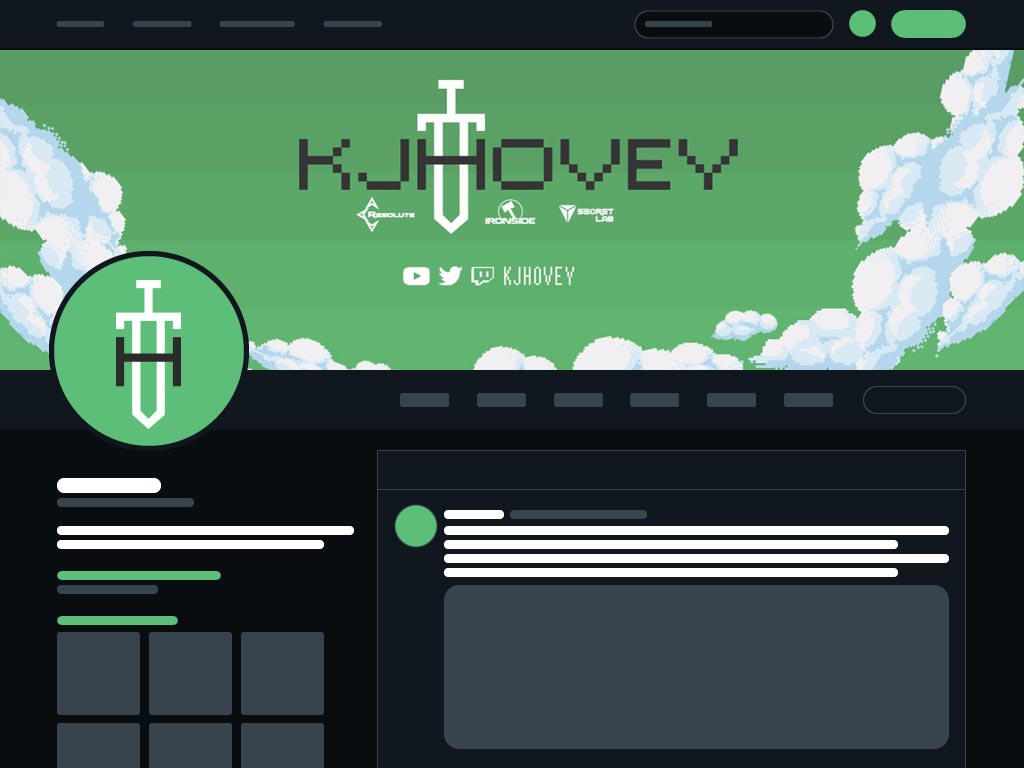 KJHOVEY
RESOLUTE IRONSIDE SECRET
LAB
KJHOVEY
H